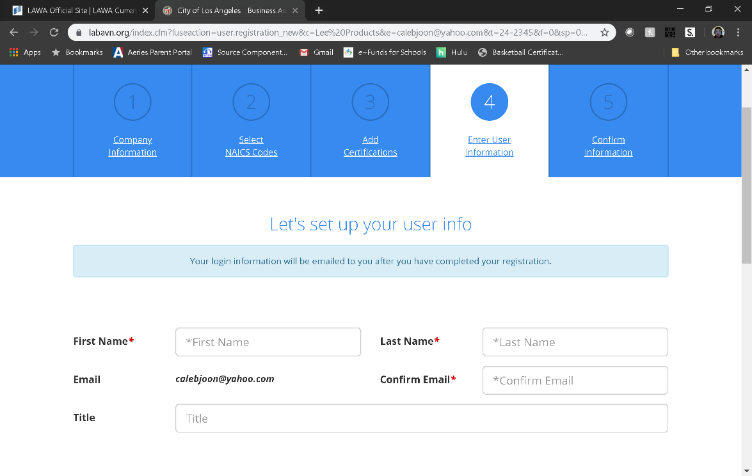 LAWA Official Site | LAWA Curren
City of Los Angeles - Business As
labavn.org/index.cfm?fuseaction=user.registration_new&c=Lee%20Products&e=calebjoon@yahoo.com&t=24-2345&f=0&sp=0...
Apps Bookmarks Aeries Parent Portal Source Component... Gmail e~Funds for Schools Hulu Basketball Certificat... Other bookmarks
1 2 3 4 5
Company Select Add Enter User Confirm
Information NAICS Codes Certifications Information Information
Let's set up your user info
Your login information will be emailed to you after you have completed your registration.
First Name* *First Name Last Name* *Last Name
Email calebjoon@yahoo.com Confirm Email* *Confirm Email
Title Title